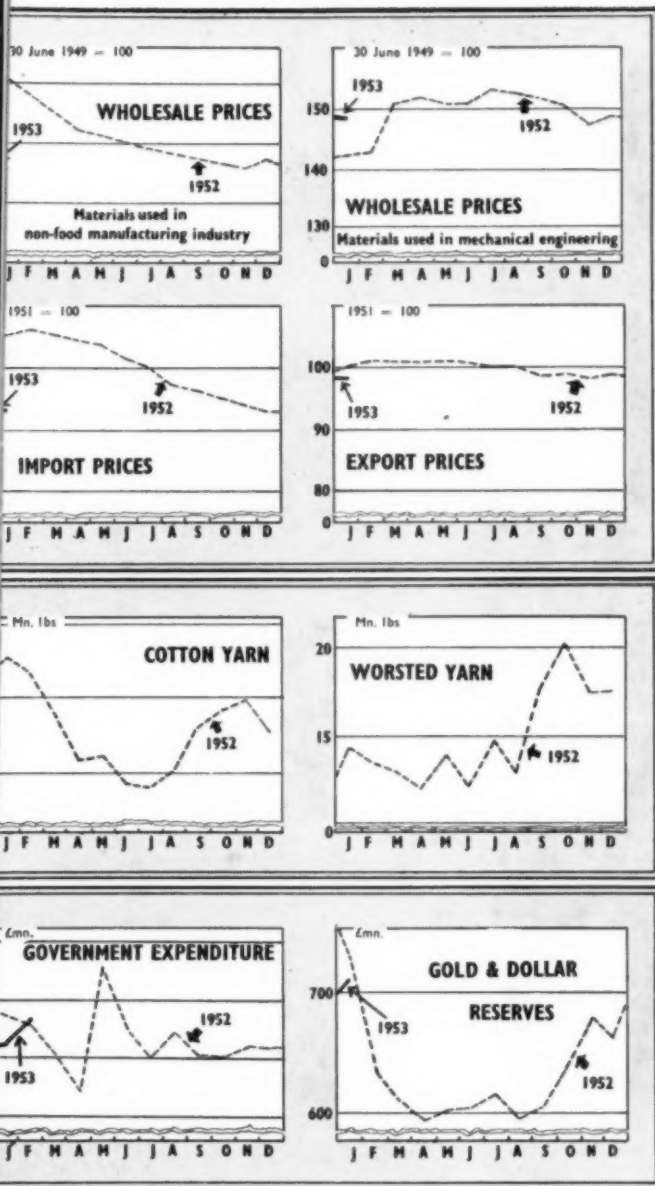 30 June 1949 = 100
WHOLESALE PRICES
1953
1952
Materials used in
non-food manufacturing industry
J F M A M J J A S O N D
30 June 1949 = 100
150
1953
1952
140
WHOLESALE PRICES
130
Materials used in mechanical engineering
0
J F M A M J J A S O N D
1951 = 100
1953
1952
IMPORT PRICES
J F M A M J J A S O N D
1951 = 100
100
1953
1952
90
EXPORT PRICES
80
0
J F M A M J J A S O N D
Mn. lbs
COTTON YARN
1952
J F M A M J J A S O N D
Mn. lbs
20
WORSTED YARN
15
1952
0
J F M A M J J A S O N D
£mn.
GOVERNMENT EXPENDITURE
1952
1953
J F M A M J J A S O N D
£mn.
GOLD & DOLLAR
700
RESERVES
1953
1952
600
J F M A M J J A S O N D